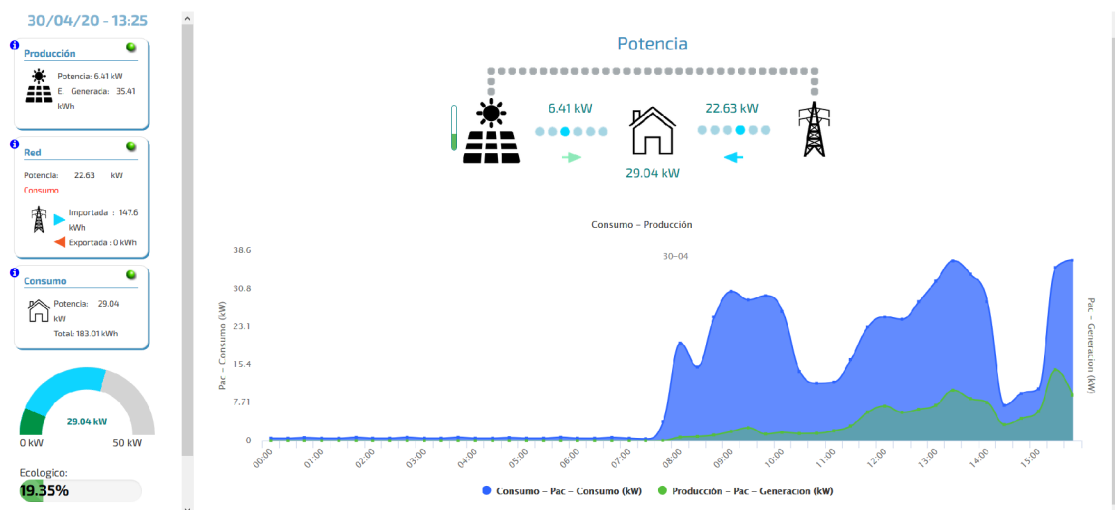 30/04/20 - 13:25
Producción
Potencia: 6.41 kW
E Generada: 35.41
kWh
Red
Potencia: 22.63 kW
Consumo
Importada : 147.6
kWh
Exportada : 0 kWh
Consumo
Potencia: 29.04
kW
Total: 183.01 kWh
29.04 kW
0 kW 50 kW
Ecologico:
19.35%
Potencia
6.41 kW 22.63 kW
29.04 kW
Consumo – Producción
30-04
Pac – Consumo (kW)
Pac – Generacion (kW)
38.6
30.8
23.1
15.4
7.71
0
00:00 01:00 02:00 03:00 04:00 05:00 06:00 07:00 08:00 09:00 10:00 11:00 12:00 13:00 14:00 15:00
Consumo – Pac – Consumo (kW) Producción – Pac – Generacion (kW)